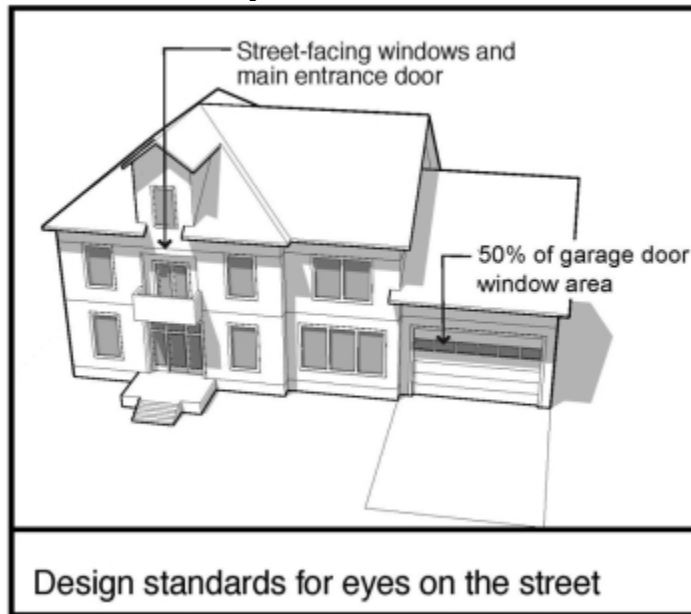 Street-facing windows and
main entrance door
50% of garage door
window area
Design standards for eyes on the street